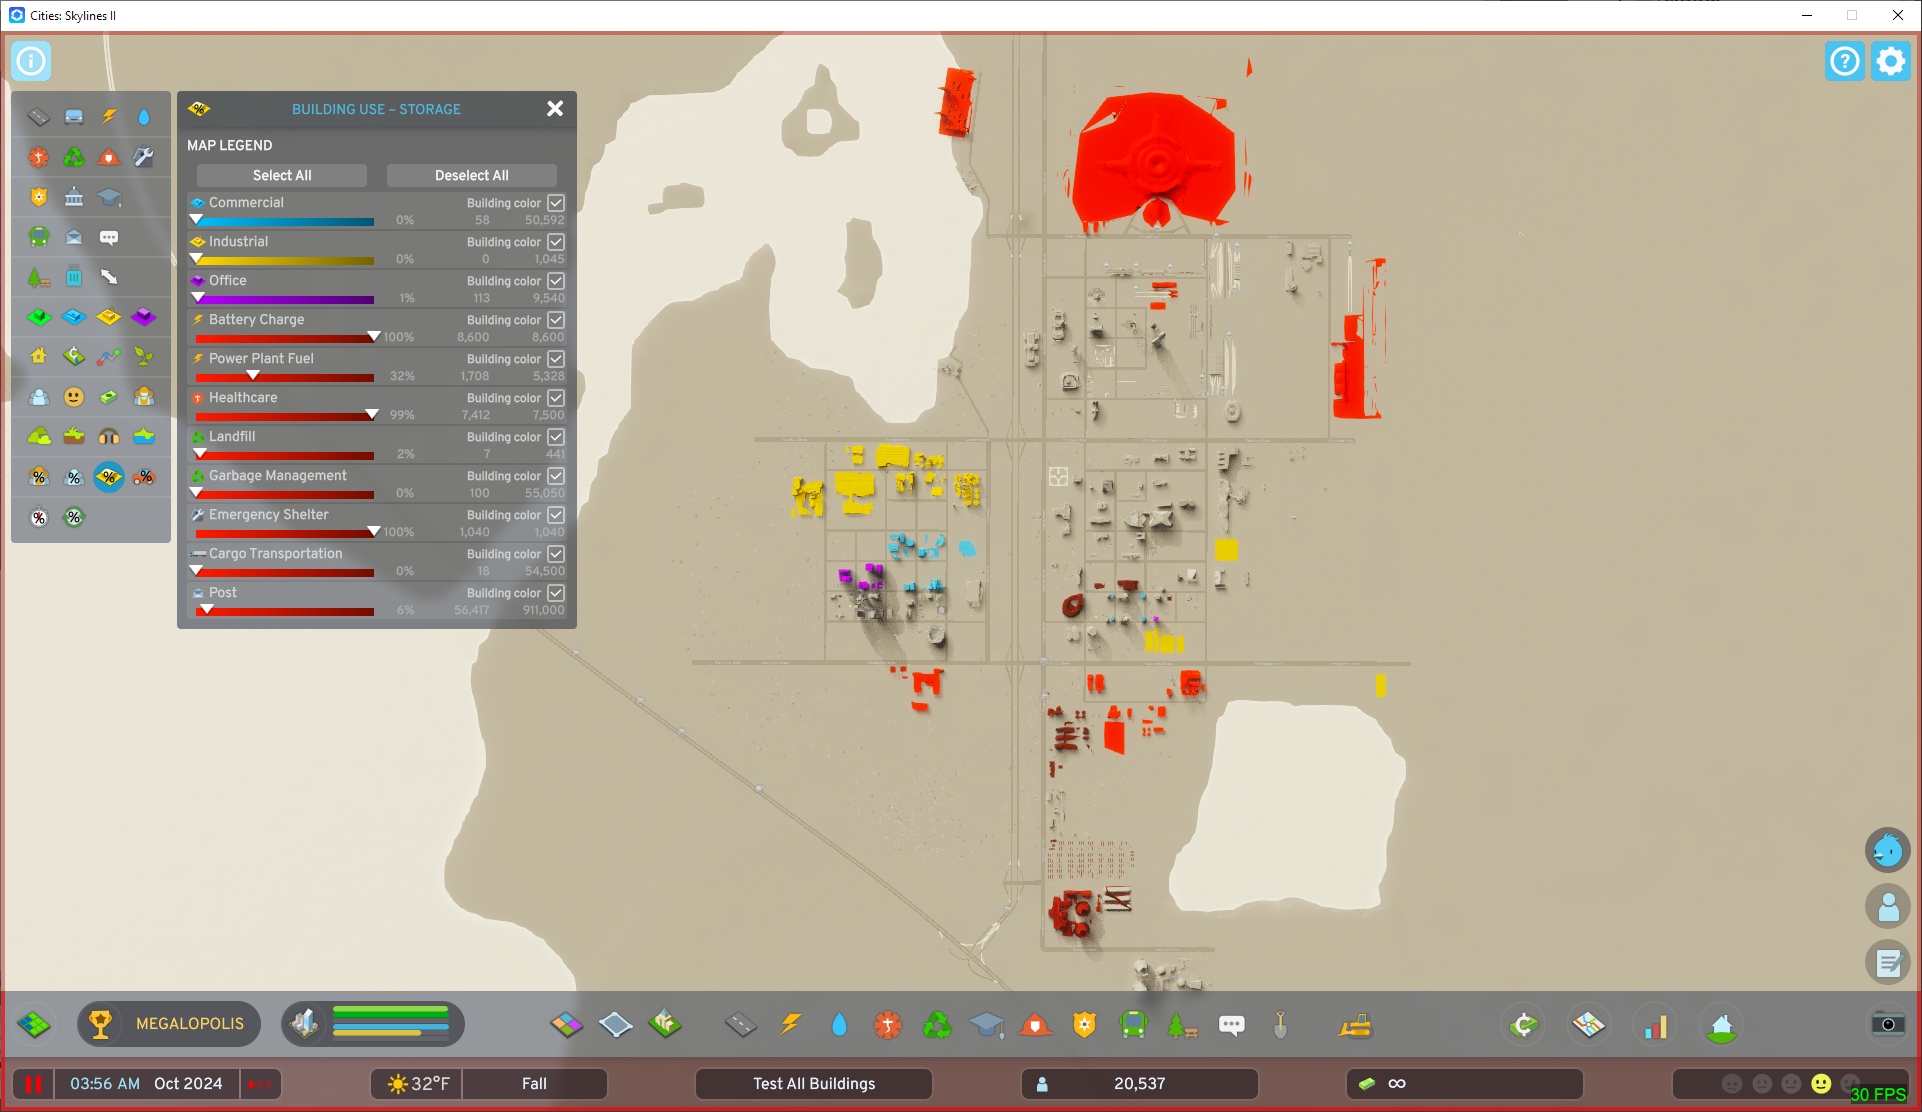 Cities: Skylines II
BUILDING USE – STORAGE
MAP LEGEND
Select All
Deselect All
Commercial
Building color
0%
58
50,592
Industrial
Building color
0%
0
1,045
Office
Building color
1%
113
9,540
Battery Charge
Building color
100%
8,600
8,600
Power Plant Fuel
Building color
32%
1,708
5,328
Healthcare
Building color
99%
7,412
7,500
Landfill
Building color
2%
7
441
Garbage Management
Building color
0%
100
55,050
Emergency Shelter
Building color
100%
1,040
1,040
Cargo Transportation
Building color
0%
18
54,500
Post
Building color
6%
56,417
911,000
MEGALOPOLIS
03:56 AM
Oct 2024
32°F
Fall
Test All Buildings
20,537
∞
30 FPS